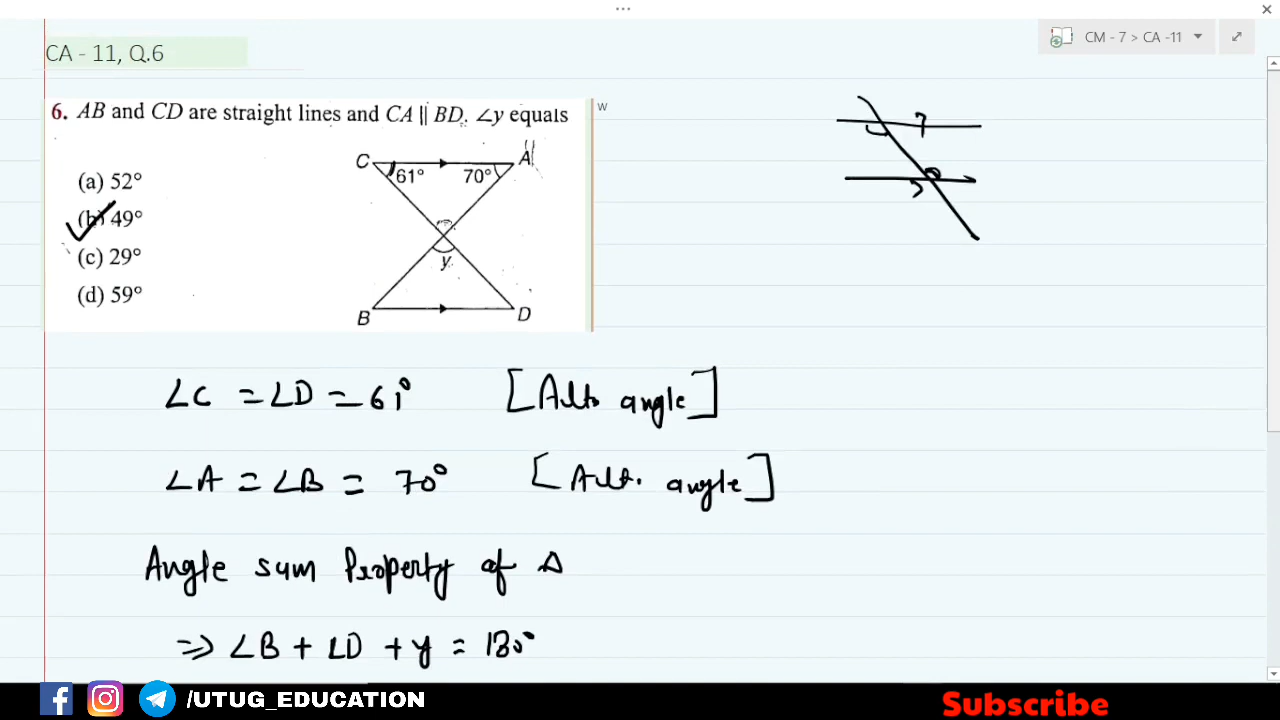 CA - 11, Q.6
CM - 7 > CA -11
6. AB and CD are straight lines and CA || BD. ∠y equals
W
(a) 52°
(b) 49°
(c) 29°
(d) 59°
C A
61° 70°
y
B D
∠C = ∠D = 61° [Alt. angle]
∠A = ∠B = 70° [Alt. angle]
Angle sum Property of Δ
⇒ ∠B + ∠D + y = 180°
/UTUG_EDUCATION
Subscribe